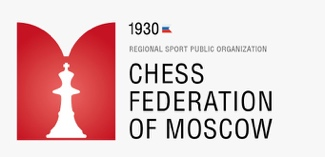 1930
REGIONAL SPORT PUBLIC ORGANIZATION
CHESS
FEDERATION
OF MOSCOW